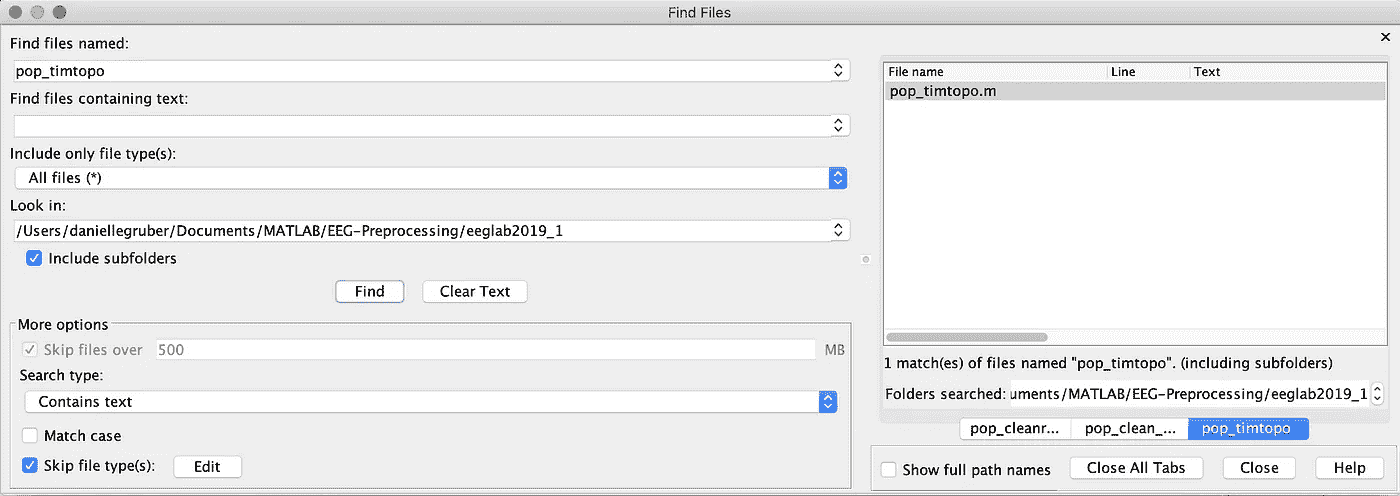 Find Files
Find files named:
pop_timtopo
Find files containing text:
Include only file type(s):
All files (*)
Look in:
/Users/daniellegruber/Documents/MATLAB/EEG-Preprocessing/eeglab2019_1
Include subfolders
Find Clear Text
More options
Skip files over 500 MB
Search type:
Contains text
Match case
Skip file type(s): Edit
File name Line Text
pop_timtopo.m
1 match(es) of files named "pop_timtopo". (including subfolders)
Folders searched: uments/MATLAB/EEG-Preprocessing/eeglab2019_1
pop_cleanr... pop_clean_... pop_timtopo
Show full path names Close All Tabs Close Help